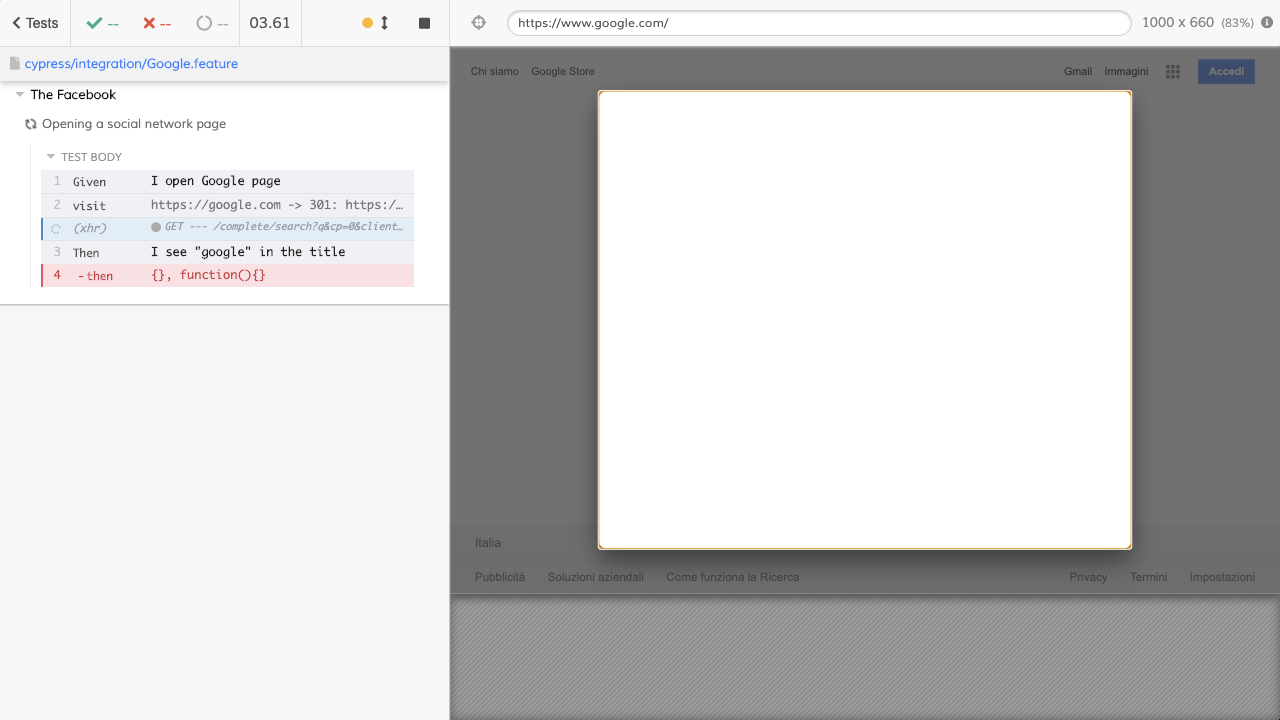 Tests -- -- -- 03.61
https://www.google.com/ 1000 x 660 (83%)
cypress/integration/Google.feature
The Facebook
Opening a social network page
TEST BODY
1 Given I open Google page
2 visit https://google.com -> 301: https:/…
(xhr) GET --- /complete/search?q&cp=0&client…
3 Then I see "google" in the title
4 -then {}, function(){}
Chi siamo Google Store Gmail Immagini Accedi
Italia
Pubblicità Soluzioni aziendali Come funziona la Ricerca Privacy Termini Impostazioni